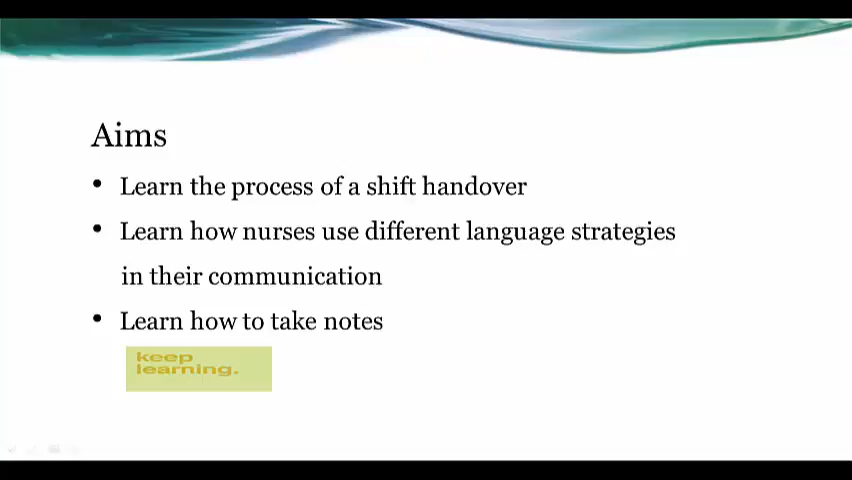 Aims
• Learn the process of a shift handover
• Learn how nurses use different language strategies
in their communication
• Learn how to take notes
keep
learning.